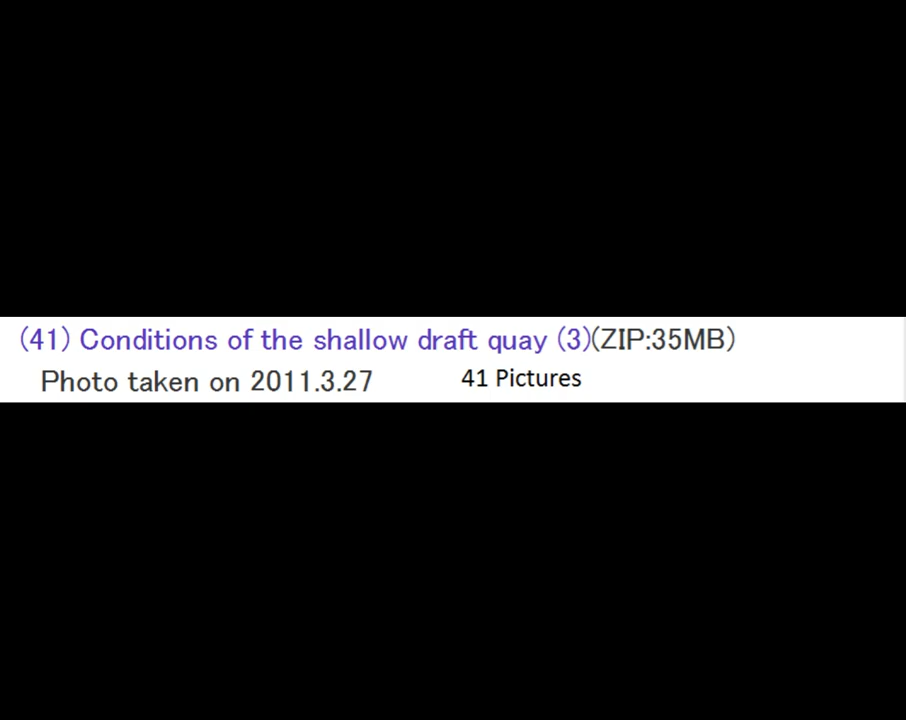 (41) Conditions of the shallow draft quay (3)(ZIP:35MB)
Photo taken on 2011.3.27 41 Pictures